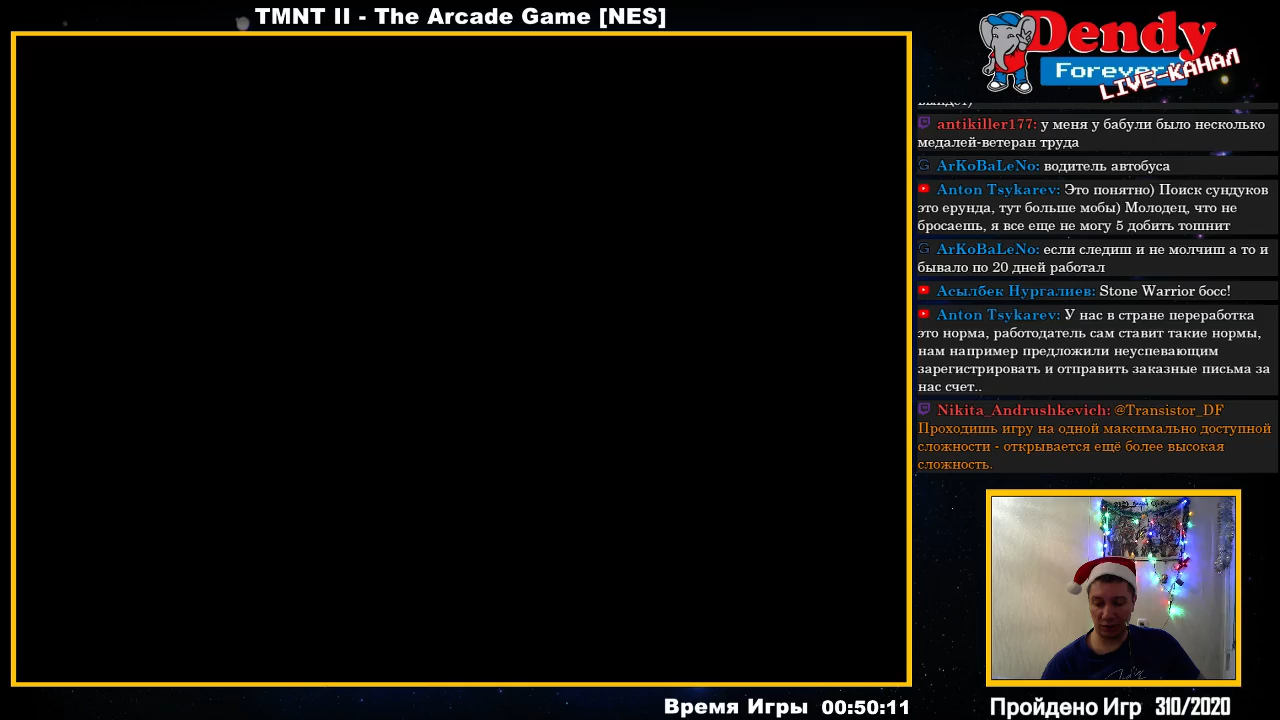 TMNT II - The Arcade Game [NES]
Dendy
Forever!
LIVE-КАНАЛ
antikiller177: у меня у бабули было несколько
медалей-ветеран труда
ArKoBaLeNo: водитель автобуса
Anton Tsykarev: Это понятно) Поиск сундуков
это ерунда, тут больше мобы) Молодец, что не
бросаешь, я все еще не могу 5 добить тошнит
ArKoBaLeNo: если следиш и не молчиш а то и
бывало по 20 дней работал
Асылбек Нургалиев: Stone Warrior босс!
Anton Tsykarev: У нас в стране переработка
это норма, работодатель сам ставит такие нормы,
нам например предложили неуспевающим
зарегистрировать и отправить заказные письма за
нас счет..
Nikita_Andrushkevich: @Transistor_DF
Проходишь игру на одной максимально доступной
сложности - открывается ещё более высокая
сложность.
Время Игры 00:50:11
Пройдено Игр 310/2020